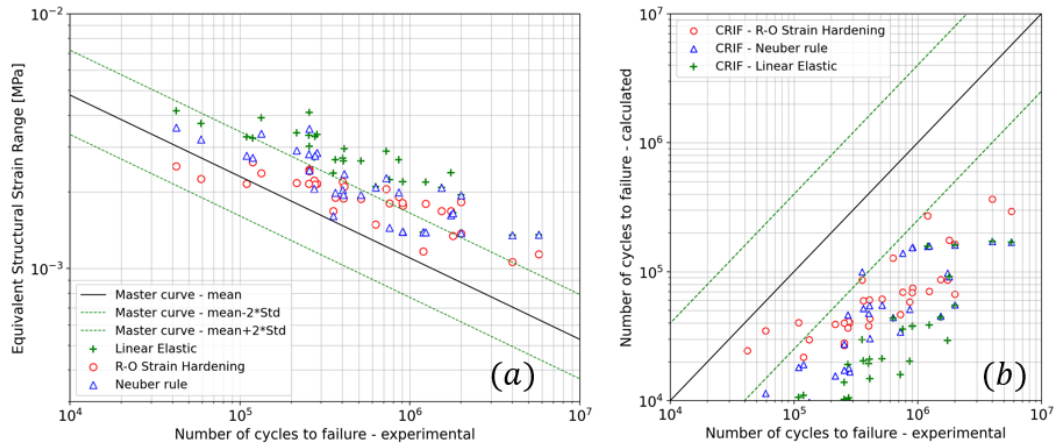 (a)
10⁻²
10⁻³
10⁴
10⁵
10⁶
10⁷
Equivalent Structural Strain Range [MPa]
Number of cycles to failure - experimental
Master curve - mean
Master curve - mean-2*Std
Master curve - mean+2*Std
Linear Elastic
R-O Strain Hardening
Neuber rule
(a)
(b)
10⁷
10⁶
10⁵
10⁴
10⁴
10⁵
10⁶
10⁷
Number of cycles to failure - calculated
Number of cycles to failure - experimental
CRIF - R-O Strain Hardening
CRIF - Neuber rule
CRIF - Linear Elastic
(b)